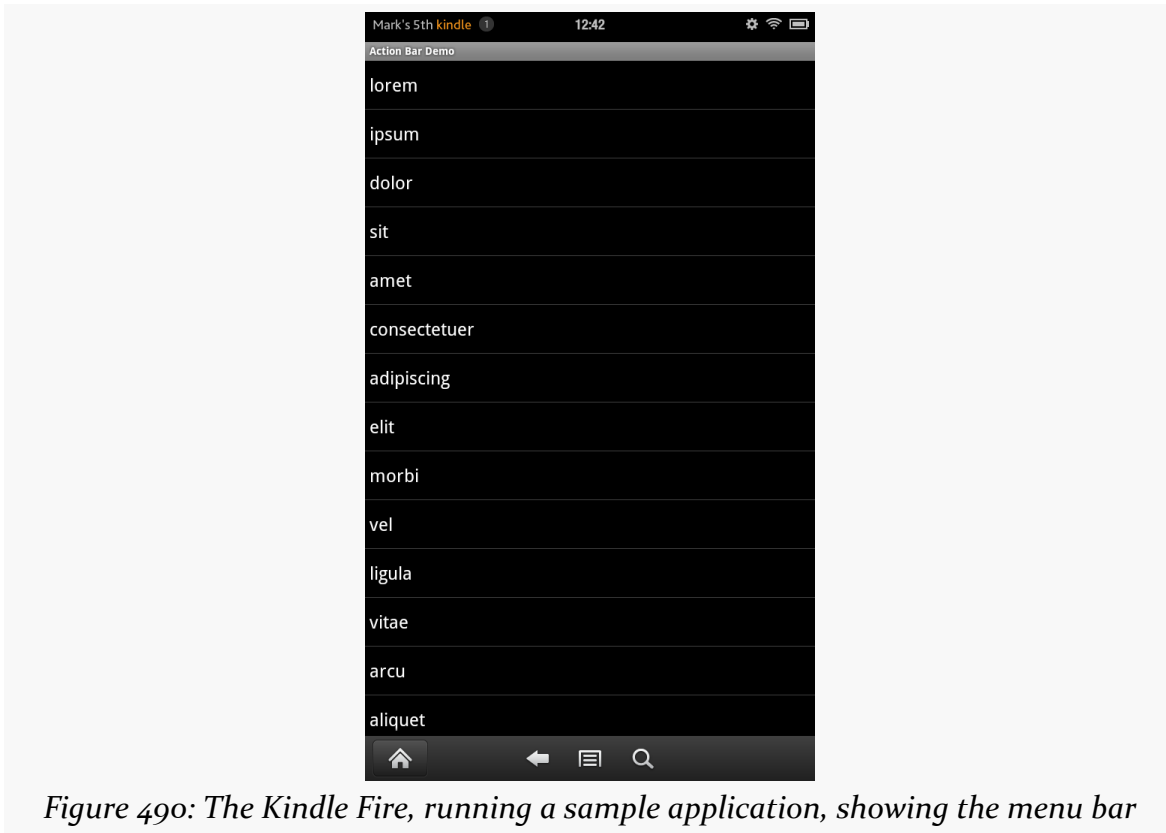 Mark's 5th kindle 1 12:42
Action Bar Demo
lorem
ipsum
dolor
sit
amet
consectetuer
adipiscing
elit
morbi
vel
ligula
vitae
arcu
aliquet
Figure 490: The Kindle Fire, running a sample application, showing the menu bar